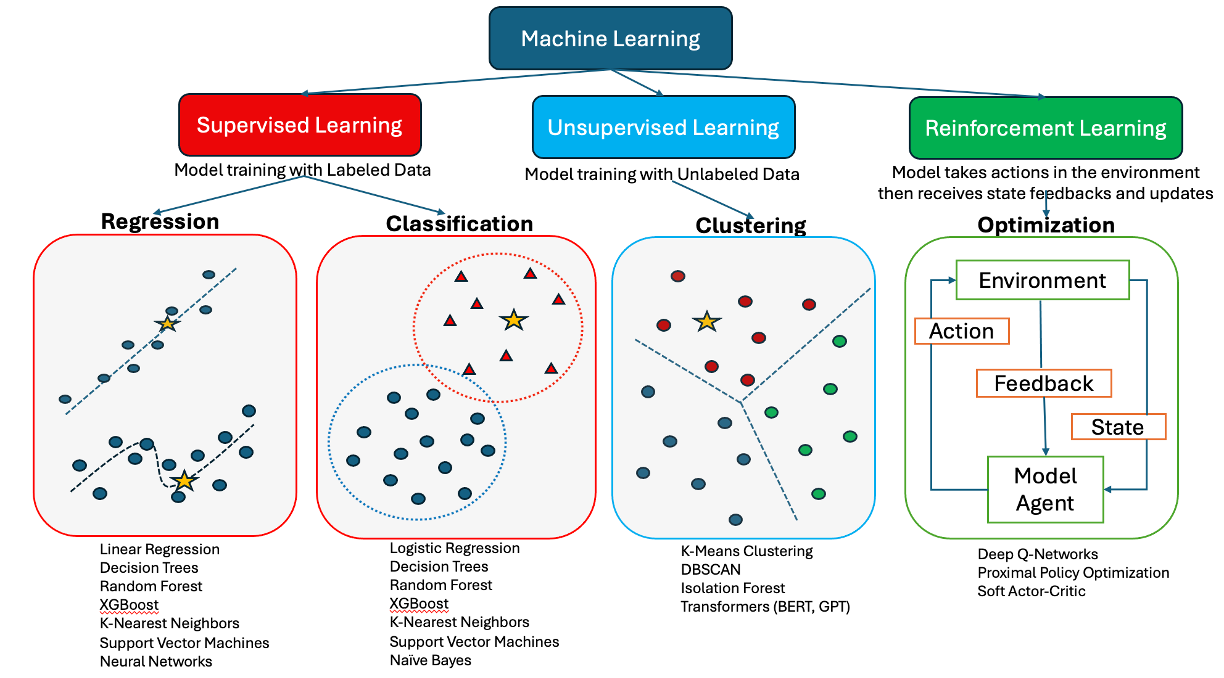 Machine Learning
Supervised Learning
Model training with Labeled Data
Unsupervised Learning
Model training with Unlabeled Data
Reinforcement Learning
Model takes actions in the environment
then receives state feedbacks and updates
Regression
Linear Regression
Decision Trees
Random Forest
XGBoost
K-Nearest Neighbors
Support Vector Machines
Neural Networks
Classification
Logistic Regression
Decision Trees
Random Forest
XGBoost
K-Nearest Neighbors
Support Vector Machines
Naïve Bayes
Clustering
K-Means Clustering
DBSCAN
Isolation Forest
Transformers (BERT, GPT)
Optimization
Environment
Action
Feedback
State
Model
Agent
Deep Q-Networks
Proximal Policy Optimization
Soft Actor-Critic